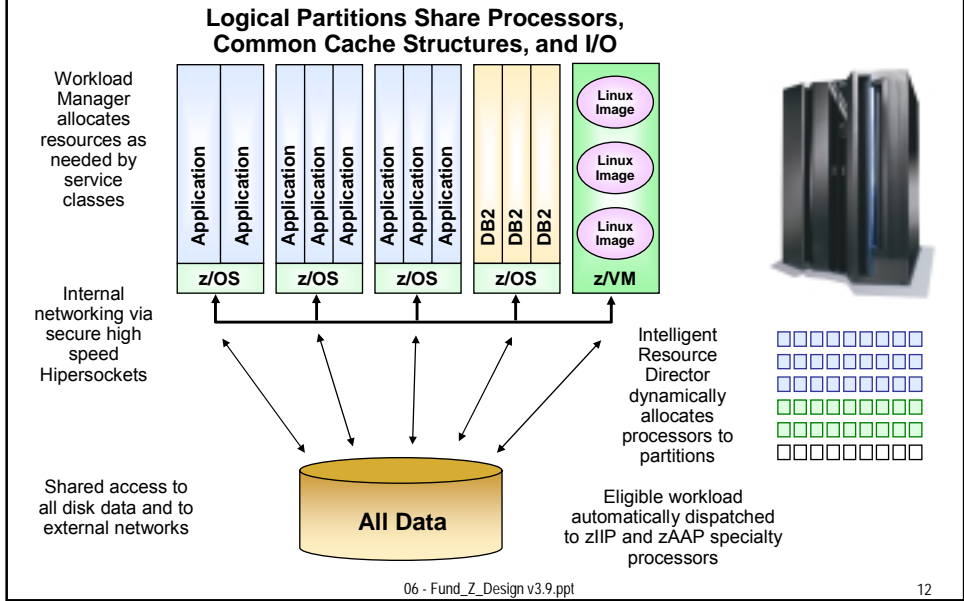 Logical Partitions Share Processors,
Common Cache Structures, and I/O
Workload
Manager
allocates
resources as
needed by
service
classes
Application
Application
z/OS
Application
Application
Application
z/OS
Application
Application
Application
z/OS
DB2
DB2
DB2
z/OS
Linux
Image
Linux
Image
Linux
Image
z/VM
Internal
networking via
secure high
speed
Hipersockets
Intelligent
Resource
Director
dynamically
allocates
processors to
partitions
Shared access to
all disk data and to
external networks
All Data
Eligible workload
automatically dispatched
to zIIP and zAAP specialty
processors
06 - Fund_Z_Design v3.9.ppt
12